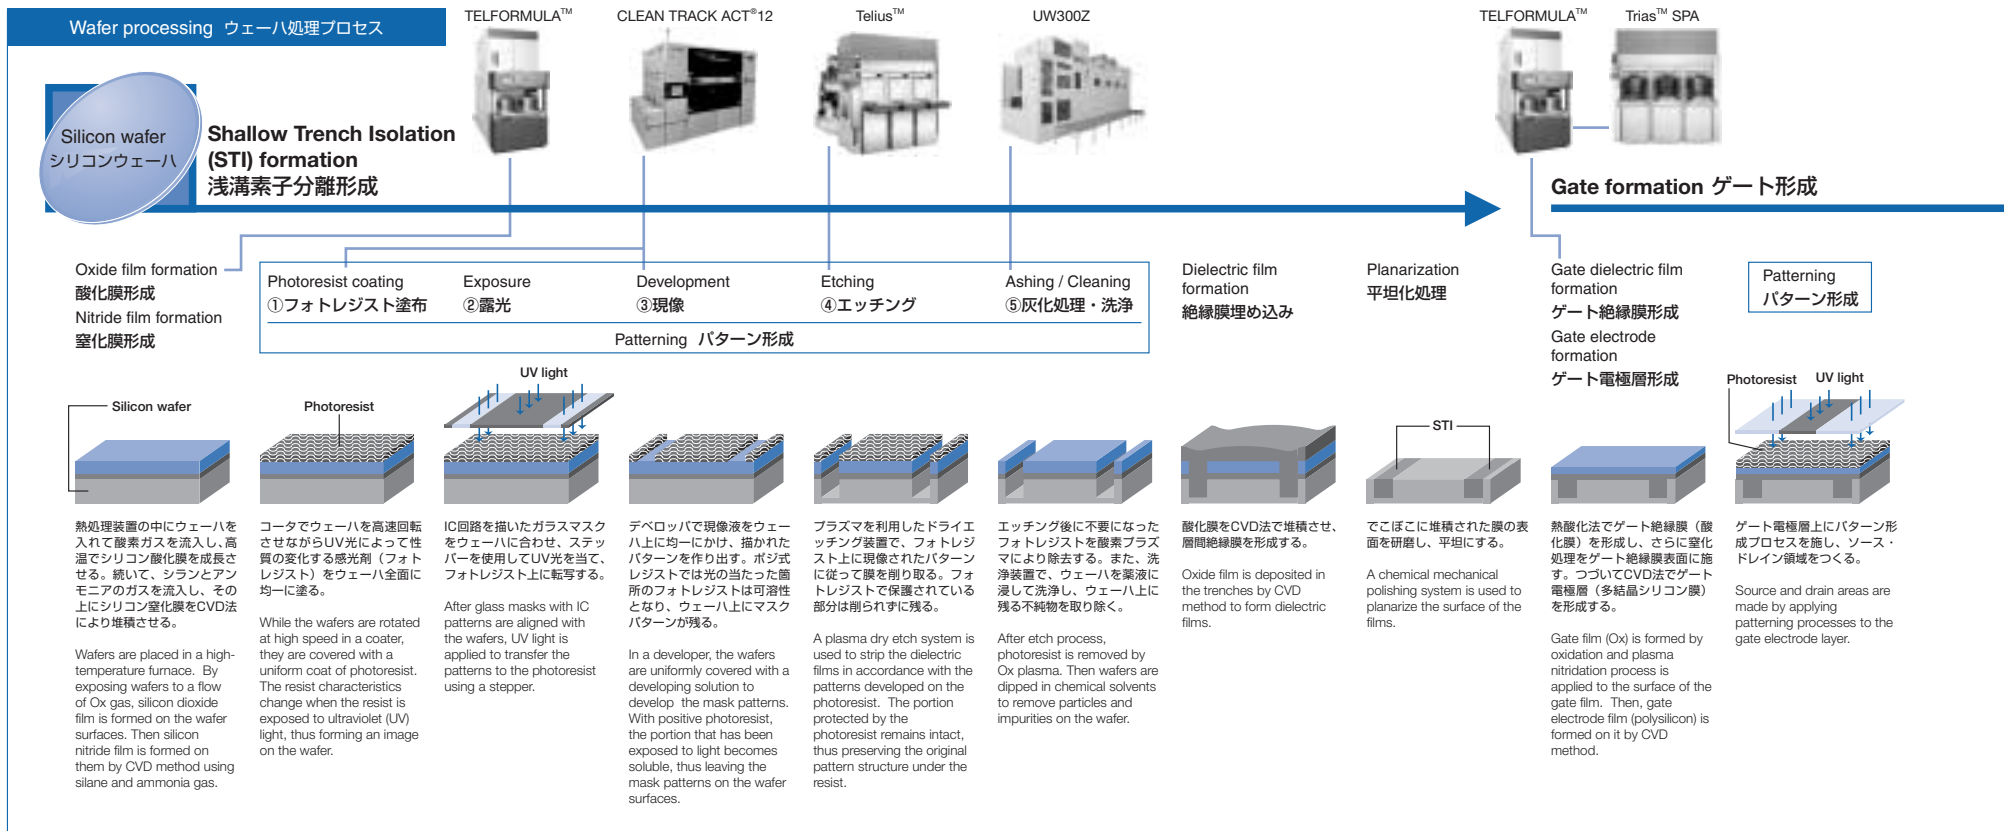 Wafer processing ウェーハ処理プロセス
TELFORMULA™
CLEAN TRACK ACT®12
Telius™
UW300Z
TELFORMULA™
Trias™ SPA
Silicon wafer
シリコンウェーハ
Shallow Trench Isolation
(STI) formation
浅溝素子分離形成
Gate formation ゲート形成
Oxide film formation
酸化膜形成
Nitride film formation
窒化膜形成
Photoresist coating
①フォトレジスト塗布
Exposure
②露光
Development
③現像
Etching
④エッチング
Ashing / Cleaning
⑤灰化処理・洗浄
Patterning パターン形成
Dielectric film
formation
絶縁膜埋め込み
Planarization
平坦化処理
Gate dielectric film
formation
ゲート絶縁膜形成
Gate electrode
formation
ゲート電極層形成
Patterning
パターン形成
Silicon wafer
Photoresist
UV light
STI
Photoresist
UV light
熱処理装置の中にウェーハを
入れて酸素ガスを流入し、高
温でシリコン酸化膜を成長さ
せる。続いて、シランとアン
モニアのガスを流入し、その
上にシリコン窒化膜をCVD法
により堆積させる。
Wafers are placed in a high-
temperature furnace. By
exposing wafers to a flow
of Ox gas, silicon dioxide
film is formed on the wafer
surfaces. Then silicon
nitride film is formed on
them by CVD method using
silane and ammonia gas.
コータでウェーハを高速回転
させながらUV光によって性
質の変化する感光剤（フォト
レジスト）をウェーハ全面に
均一に塗る。
While the wafers are rotated
at high speed in a coater,
they are covered with a
uniform coat of photoresist.
The resist characteristics
change when the resist is
exposed to ultraviolet (UV)
light, thus forming an image
on the wafer.
IC回路を描いたガラスマスク
をウェーハに合わせ、ステッ
パーを使用してUV光を当て、
フォトレジスト上に転写する。
After glass masks with IC
patterns are aligned with
the wafers, UV light is
applied to transfer the
patterns to the photoresist
using a stepper.
デベロッパで現像液をウェー
ハ上に均一にかけ、描かれた
パターンを作り出す。ポジ式
レジストでは光の当たった箇
所のフォトレジストは可溶性
となり、ウェーハ上にマスク
パターンが残る。
In a developer, the wafers
are uniformly covered with a
developing solution to
develop the mask patterns.
With positive photoresist,
the portion that has been
exposed to light becomes
soluble, thus leaving the
mask patterns on the wafer
surfaces.
プラズマを利用したドライエ
ッチング装置で、フォトレジ
スト上に現像されたパターン
に従って膜を削り取る。フォ
トレジストで保護されている
部分は削られずに残る。
A plasma dry etch system is
used to strip the dielectric
films in accordance with the
patterns developed on the
photoresist. The portion
protected by the
photoresist remains intact,
thus preserving the original
pattern structure under the
resist.
エッチング後に不要になった
フォトレジストを酸素プラズ
マにより除去する。また、洗
浄装置で、ウェーハを薬液に
浸して洗浄し、ウェーハ上に
残る不純物を取り除く。
After etch process,
photoresist is removed by
Ox plasma. Then wafers are
dipped in chemical solvents
to remove particles and
impurities on the wafer.
酸化膜をCVD法で堆積させ、
層間絶縁膜を形成する。
Oxide film is deposited in
the trenches by CVD
method to form dielectric
films.
でこぼこに堆積された膜の表
面を研磨し、平坦にする。
A chemical mechanical
polishing system is used to
planarize the surface of the
films.
熱酸化法でゲート絶縁膜（酸
化膜）を形成し、さらに窒化
処理をゲート絶縁膜表面に施
す。つづいてCVD法でゲート
電極層（多結晶シリコン膜）
を形成する。
Gate film (Ox) is formed by
oxidation and plasma
nitridation process is
applied to the surface of the
gate film. Then, gate
electrode film (polysilicon) is
formed on it by CVD
method.
ゲート電極層上にパターン形
成プロセスを施し、ソース・
ドレイン領域をつくる。
Source and drain areas are
made by applying
patterning processes to the
gate electrode layer.